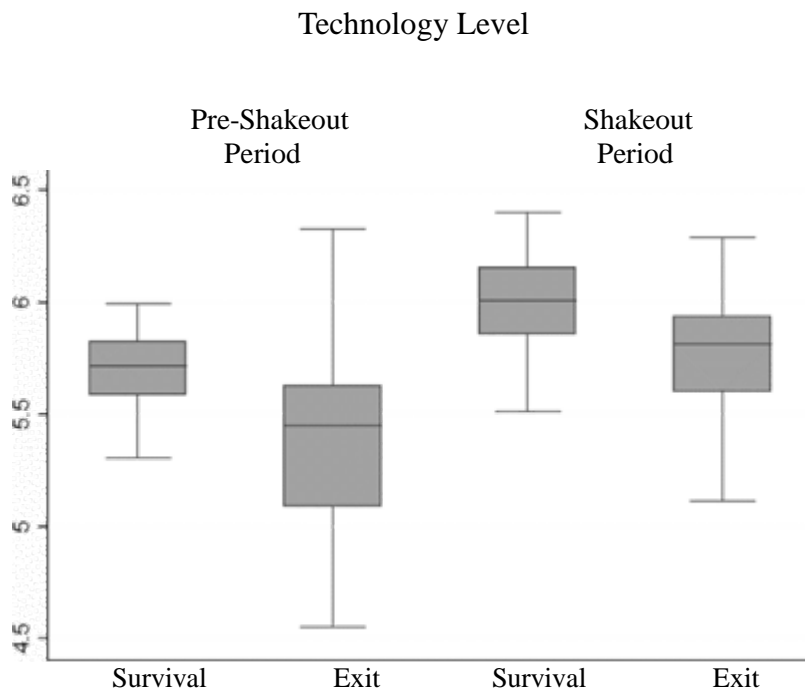 Technology Level
Pre-Shakeout
Period
Shakeout
Period
6.5
6
5.5
5
4.5
Survival
Exit
Survival
Exit